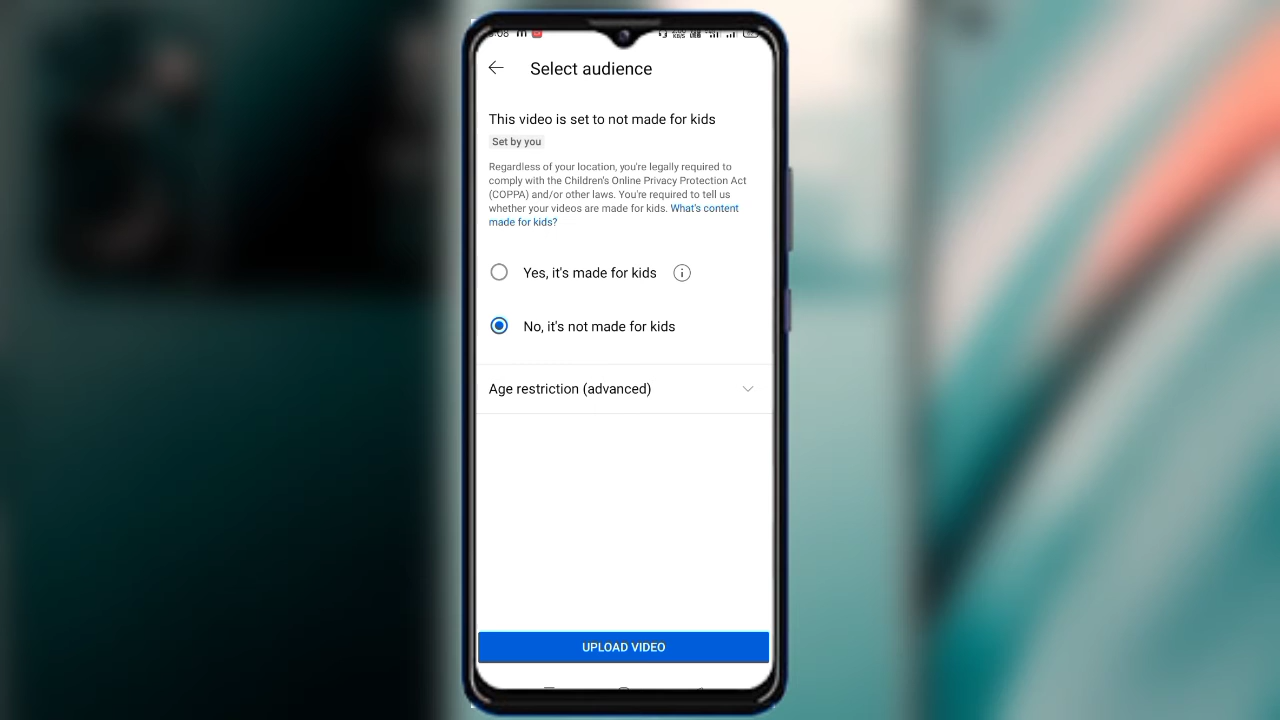 Select audience
This video is set to not made for kids
Set by you
Regardless of your location, you're legally required to
comply with the Children's Online Privacy Protection Act
(COPPA) and/or other laws. You're required to tell us
whether your videos are made for kids. What's content
made for kids?
Yes, it's made for kids
No, it's not made for kids
Age restriction (advanced)
UPLOAD VIDEO